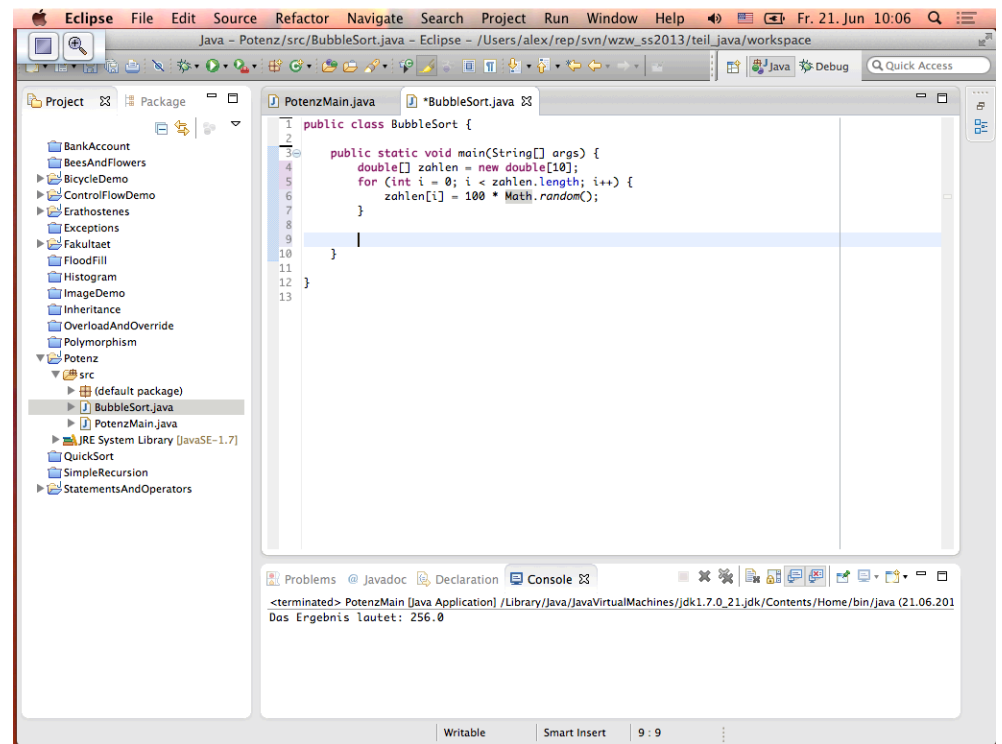 Eclipse File Edit Source Refactor Navigate Search Project Run Window Help Fr. 21. Jun 10:06
Java – Potenz/src/BubbleSort.java – Eclipse – /Users/alex/rep/svn/wzw_ss2013/teil_java/workspace
Java Debug Quick Access
Project Package
BankAccount
BeesAndFlowers
BicycleDemo
ControlFlowDemo
Erathostenes
Exceptions
Fakultaet
FloodFill
Histogram
ImageDemo
Inheritance
OverloadAndOverride
Polymorphism
Potenz
src
(default package)
BubbleSort.java
PotenzMain.java
JRE System Library [JavaSE-1.7]
QuickSort
SimpleRecursion
StatementsAndOperators
PotenzMain.java *BubbleSort.java
1 public class BubbleSort {
2
3 public static void main(String[] args) {
4 double[] zahlen = new double[10];
5 for (int i = 0; i < zahlen.length; i++) {
6 zahlen[i] = 100 * Math.random();
7 }
8
9
10 }
11
12 }
13
Problems @ Javadoc Declaration Console
<terminated> PotenzMain [Java Application] /Library/Java/JavaVirtualMachines/jdk1.7.0_21.jdk/Contents/Home/bin/java (21.06.201
Das Ergebnis lautet: 256.0
Writable Smart Insert 9 : 9